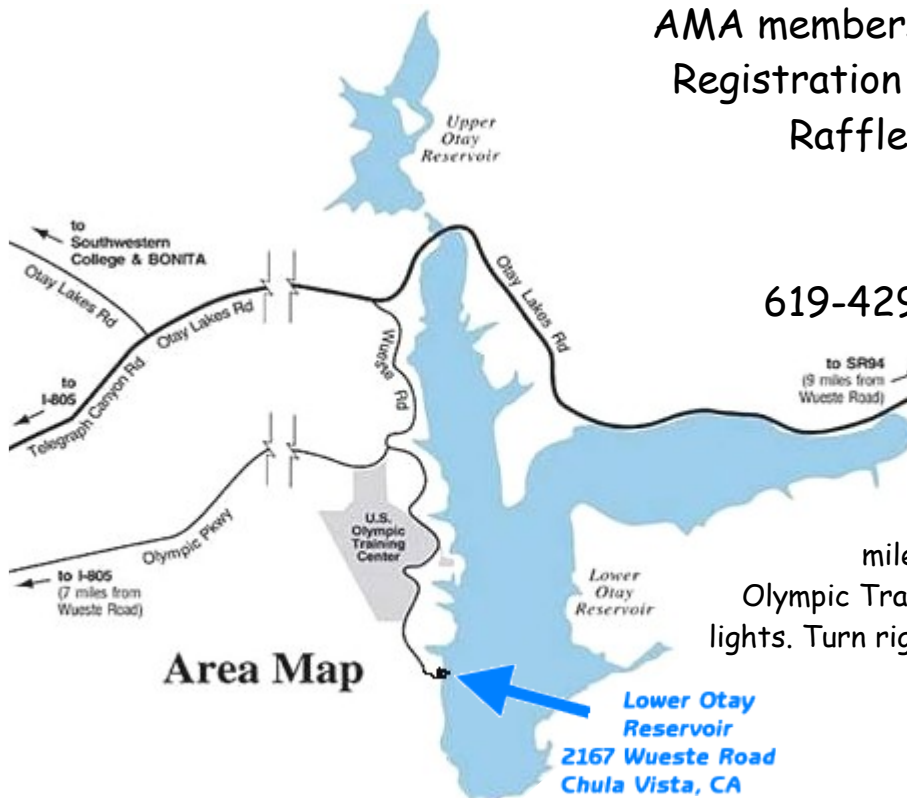 AMA members
Registration
Raffle
Upper
Otay
Reservoir
to
Southwestern
College & BONITA
Otay Lakes Rd
Otay Lakes Rd
Otay Lakes Rd
619-429
Wueste Rd
to SR94
(9 miles from
Wueste Road)
to
I-805
Telegraph Canyon Rd
U.S.
Olympic
Training
Center
Olympic Pkwy
to I-805
(7 miles from
Wueste Road)
Lower
Otay
Reservoir
mile
Olympic Tra
lights. Turn rig
Area Map
Lower Otay
Reservoir
2167 Wueste Road
Chula Vista, CA